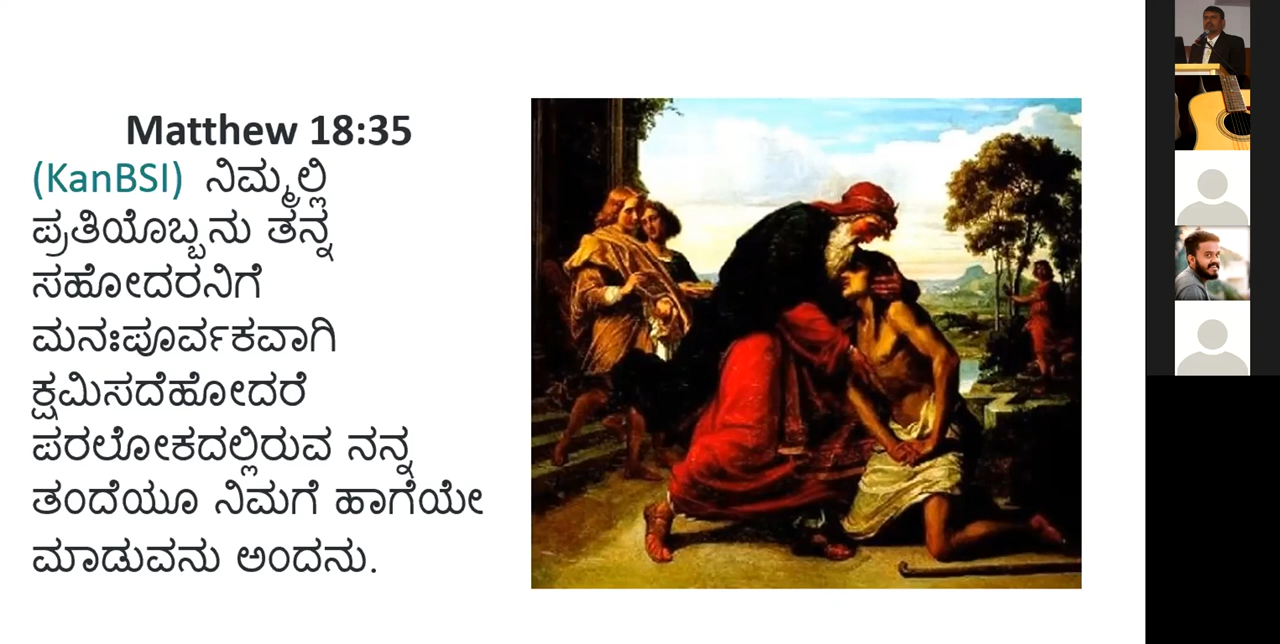 Matthew 18:35
(KanBSI) ನಿಮ್ಮಲ್ಲಿ
ಪ್ರತಿಯೊಬ್ಬನು ತನ್ನ
ಸಹೋದರನಿಗೆ
ಮನಃಪೂರ್ವಕವಾಗಿ
ಕ್ಷಮಿಸದೆಹೋದರೆ
ಪರಲೋಕದಲ್ಲಿರುವ ನನ್ನ
ತಂದೆಯೂ ನಿಮಗೆ ಹಾಗೆಯೇ
ಮಾಡುವನು ಅಂದನು.